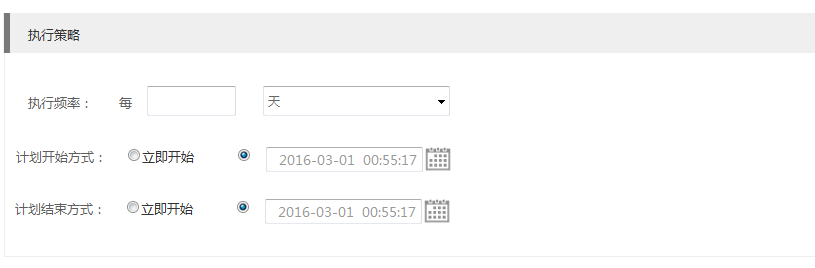 执行策略
执行频率： 每 天
计划开始方式： 立即开始 2016-03-01 00:55:17
计划结束方式： 立即开始 2016-03-01 00:55:17